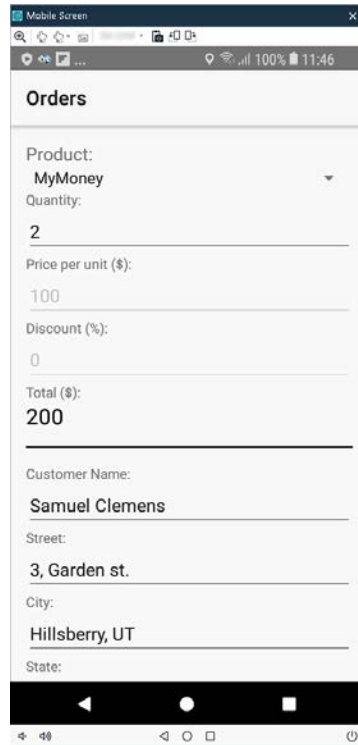 Mobile Screen
... 100% 11:46
Orders
Product:
MyMoney
Quantity:
2
Price per unit ($):
100
Discount (%):
0
Total ($):
200
Customer Name:
Samuel Clemens
Street:
3, Garden st.
City:
Hillsberry, UT
State: